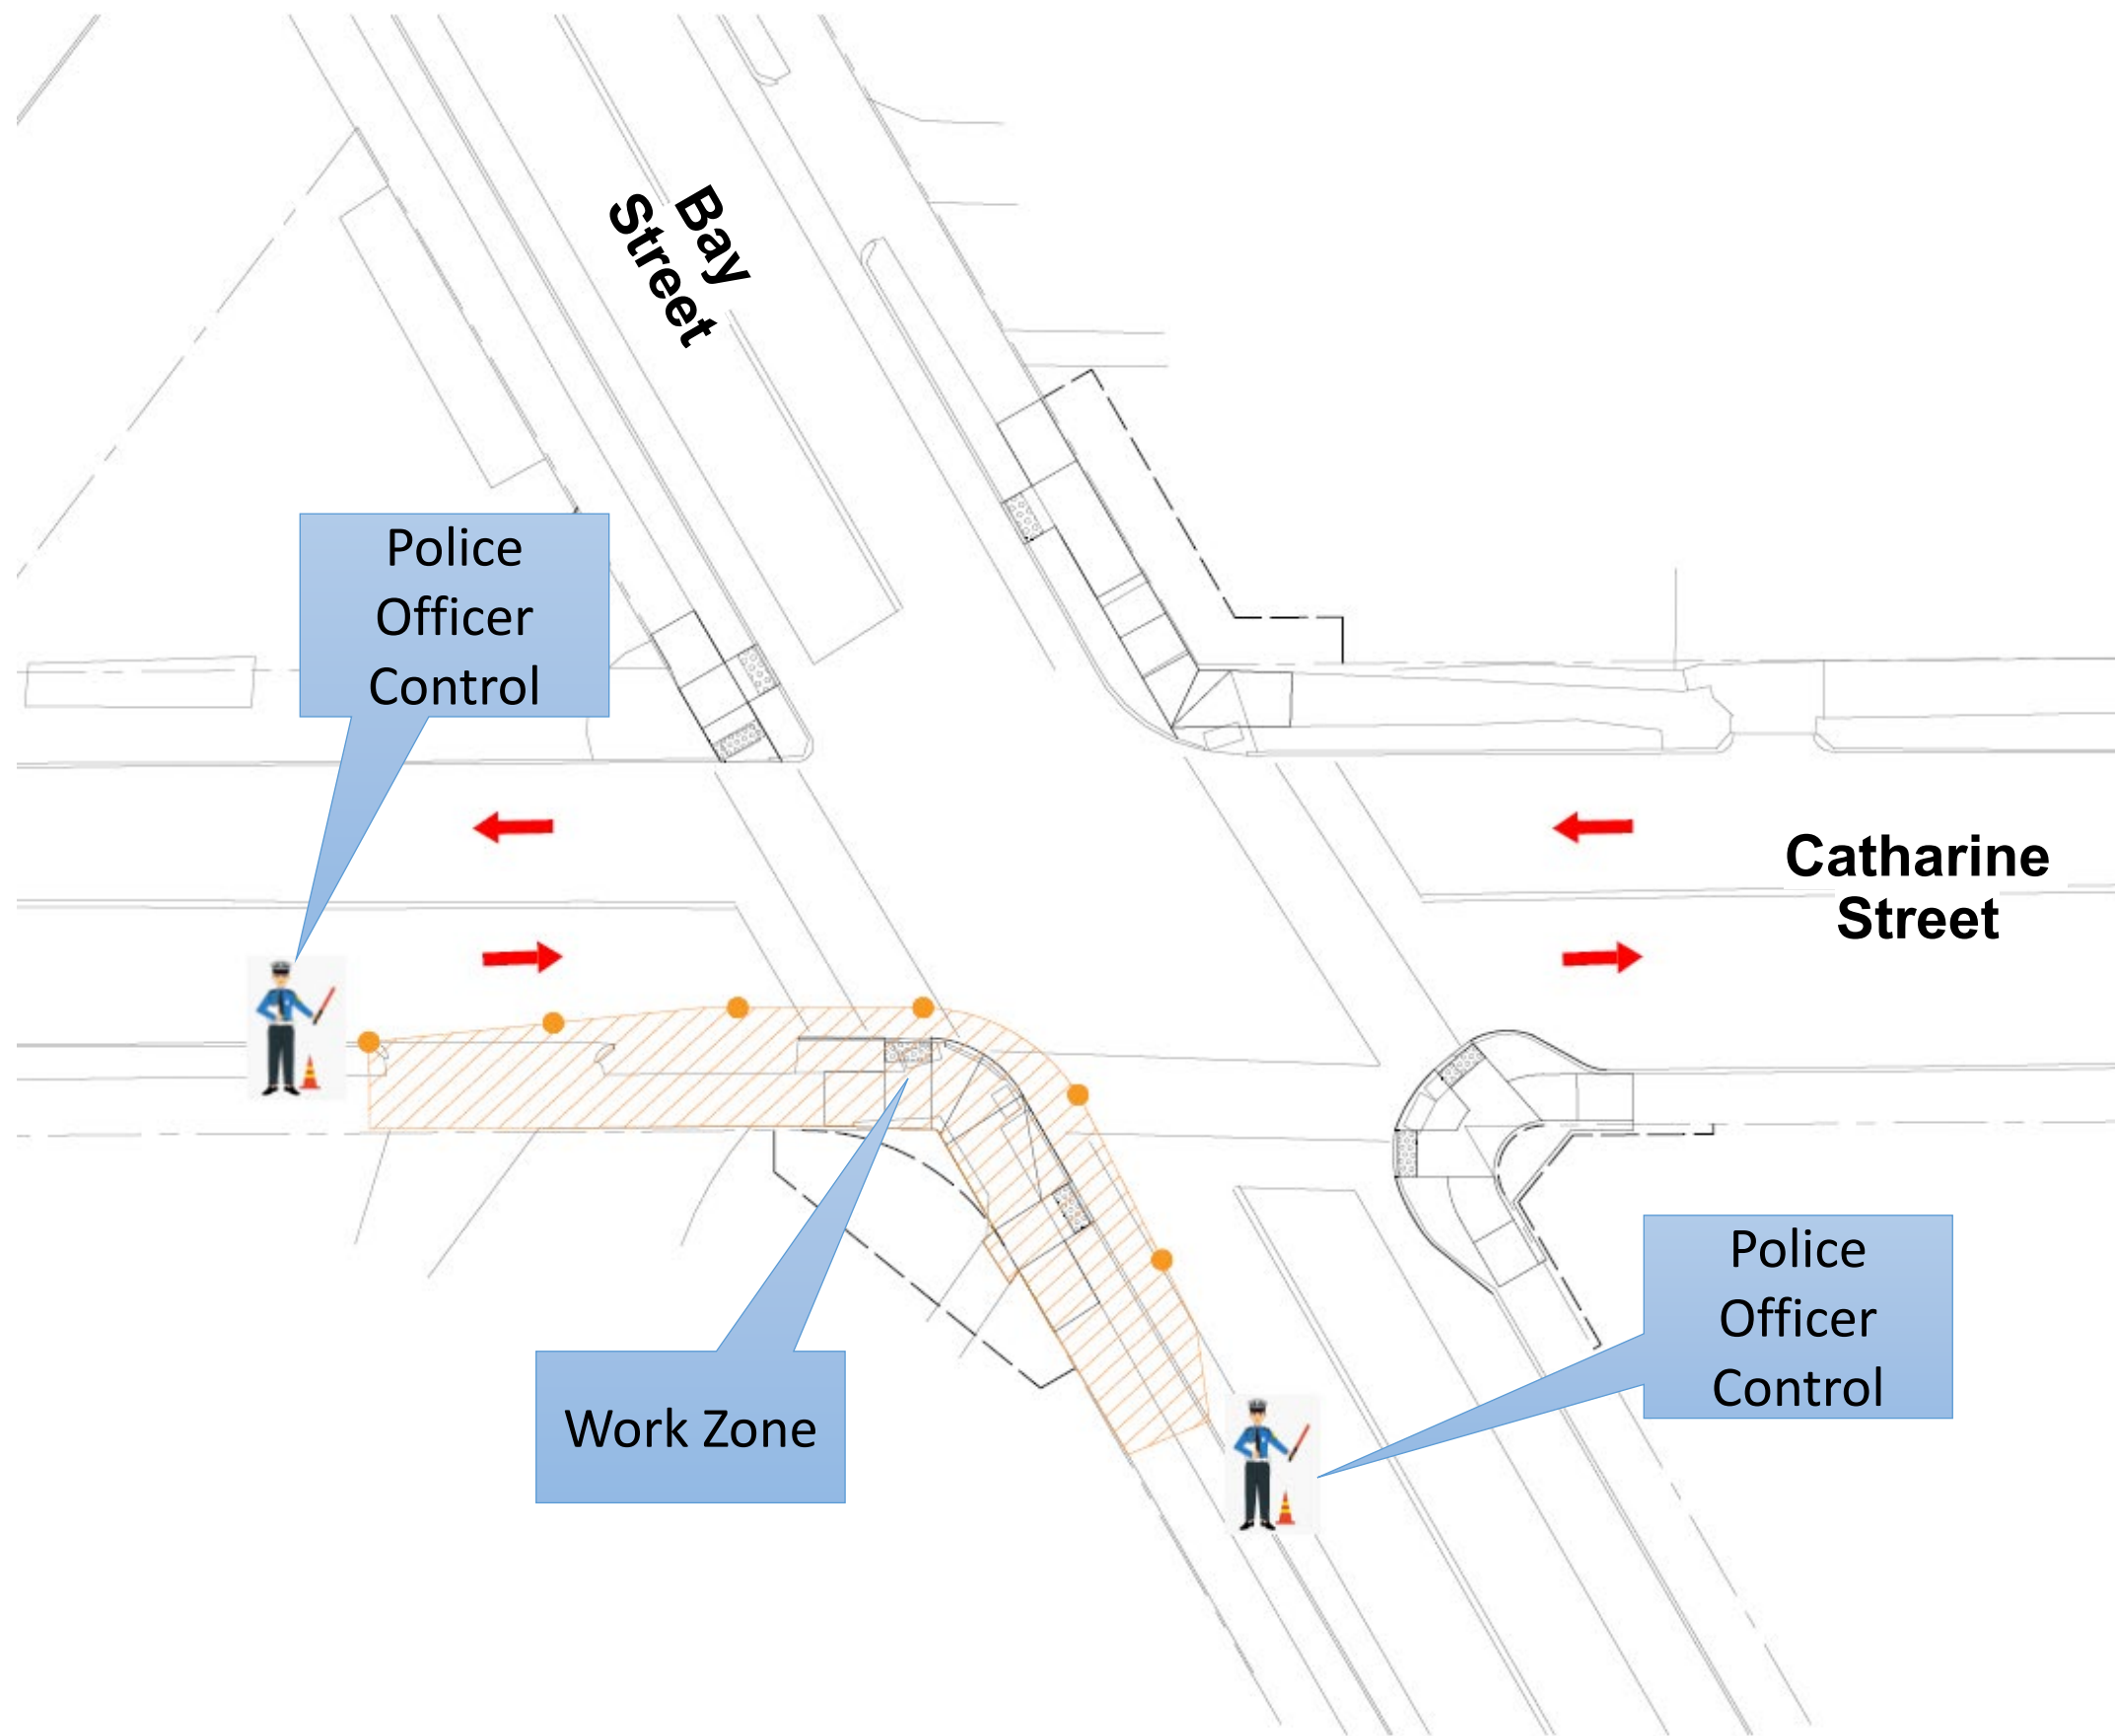 Bay
Street
Police
Officer
Control
Catharine
Street
Police
Officer
Control
Work Zone